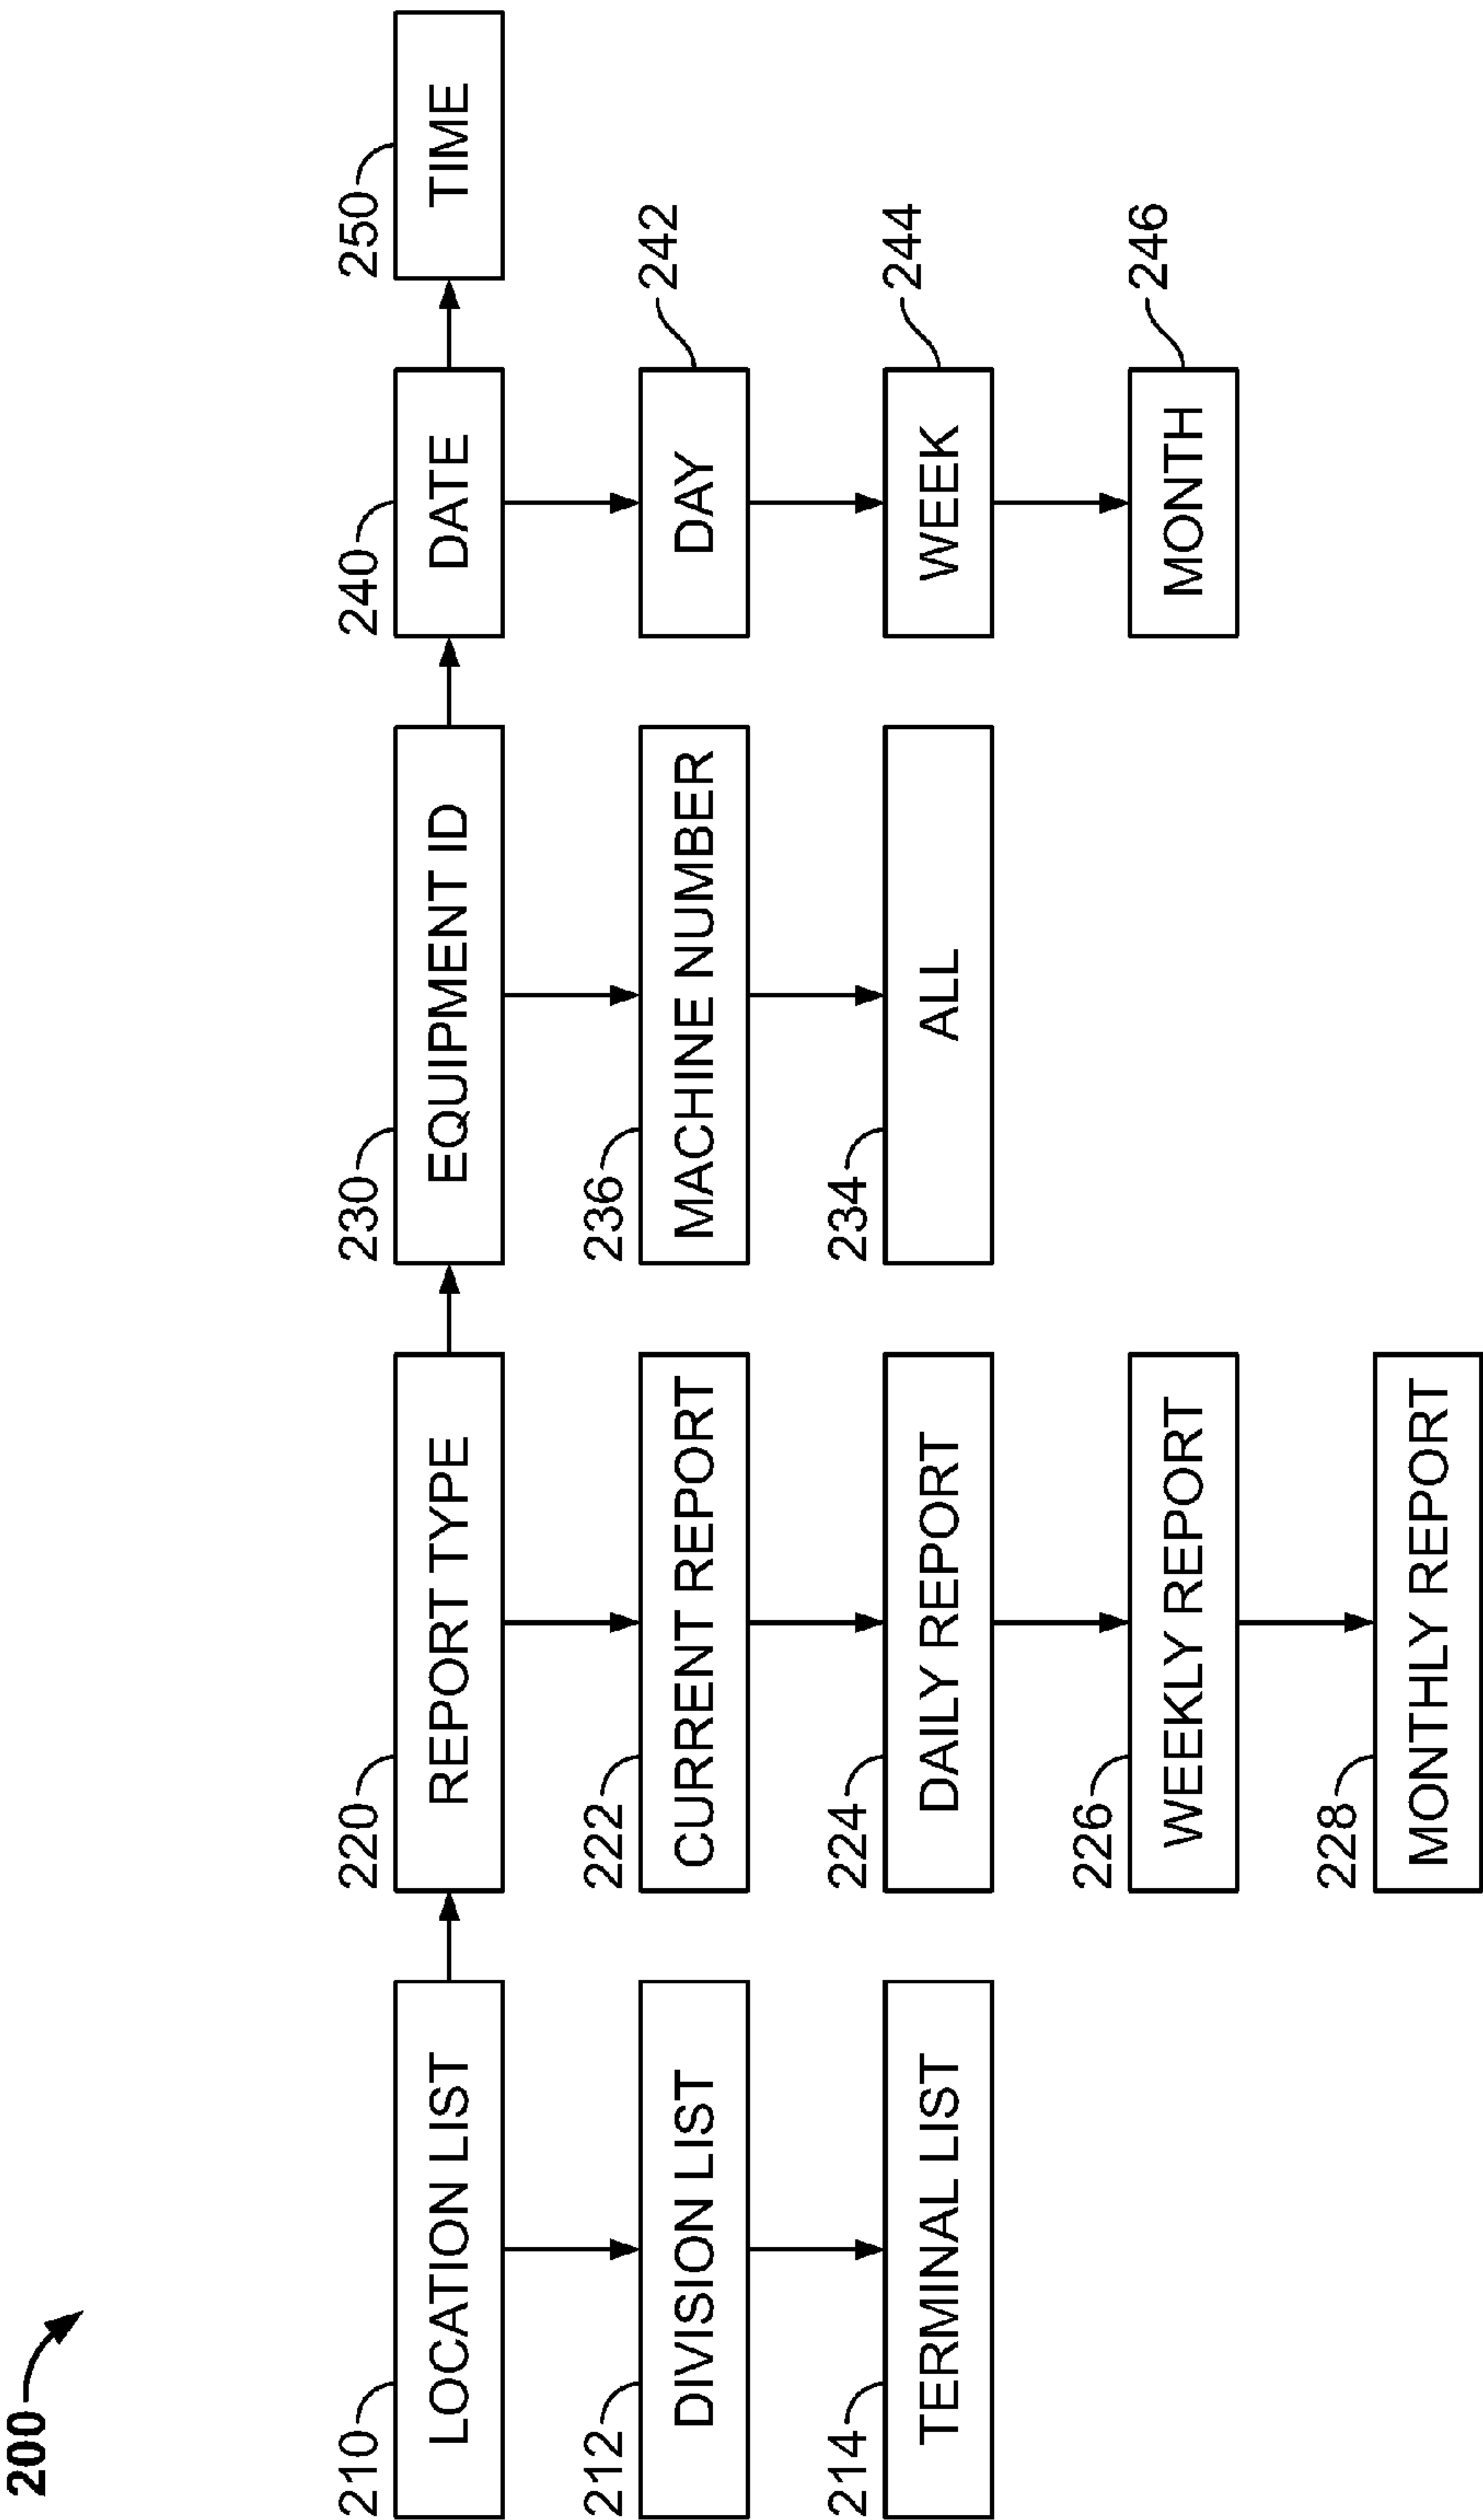 200
210
LOCATION LIST
220
REPORT TYPE
230
EQUIPMENT ID
240
DATE
250
TIME
212
DIVISION LIST
222
CURRENT REPORT
236
MACHINE NUMBER
DAY
242
214
TERMINAL LIST
224
DAILY REPORT
234
ALL
WEEK
244
226
WEEKLY REPORT
MONTH
246
228
MONTHLY REPORT